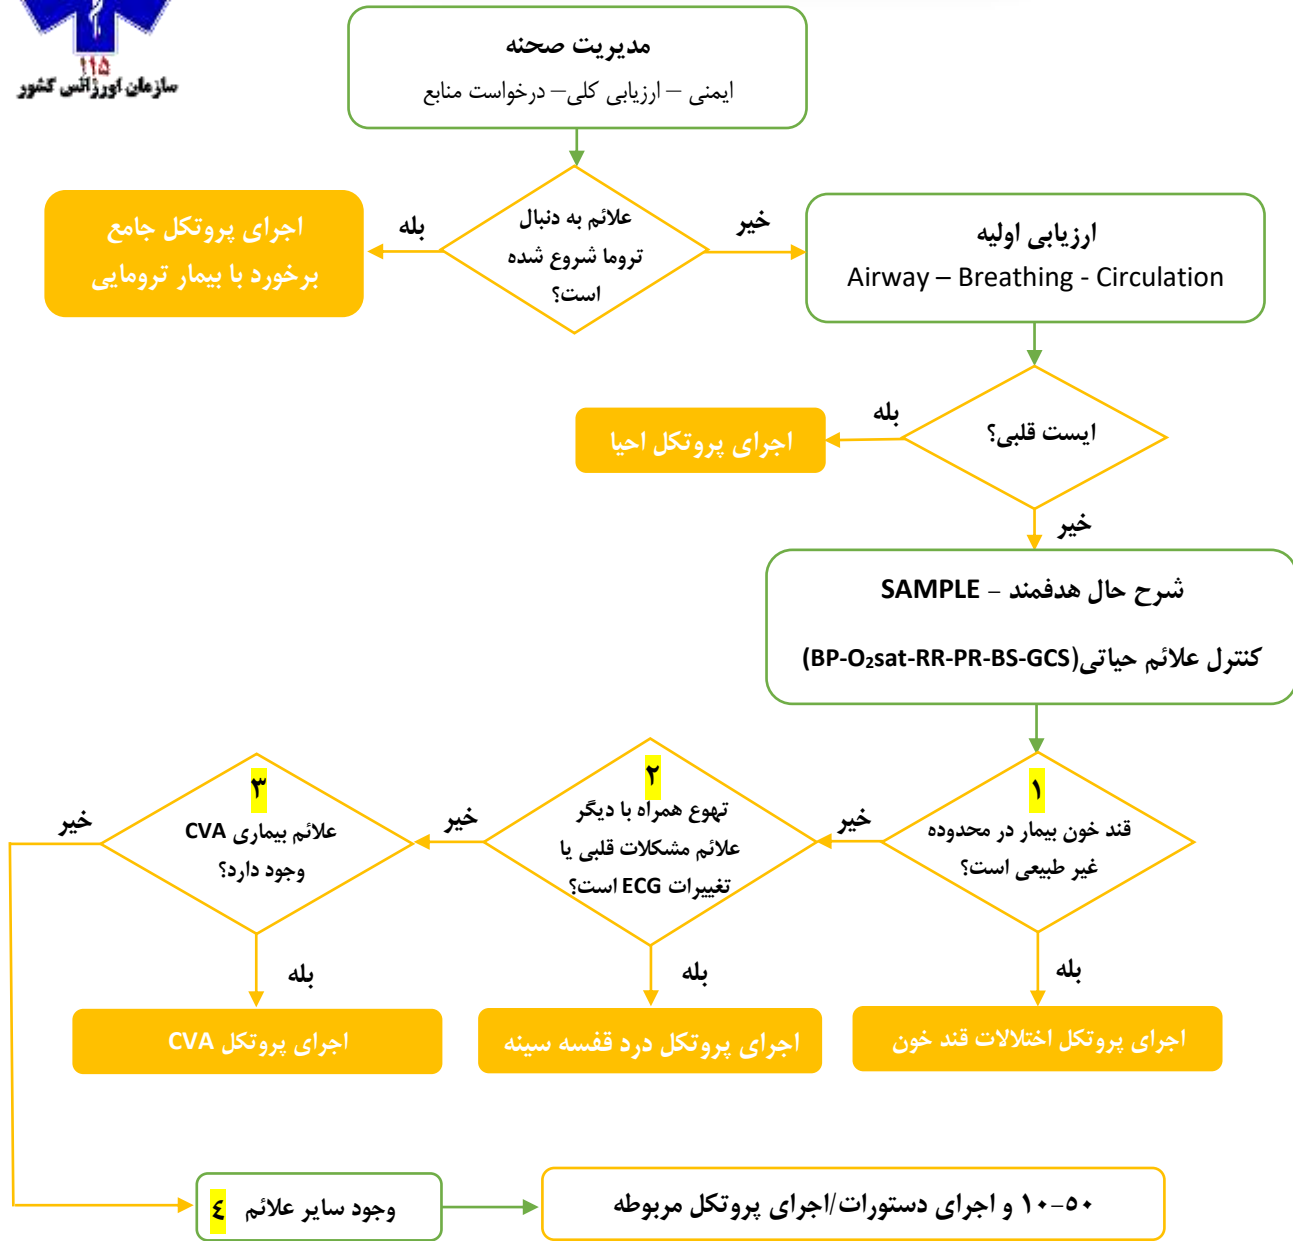 ۱۱۵
سازمان اورژانس کشور
مدیریت صحنه
ایمنی – ارزیابی کلی– درخواست منابع
علائم به دنبال
تروما شروع شده
است؟
بله
اجرای پروتکل جامع
برخورد با بیمار ترومایی
خیر
ارزیابی اولیه
Airway – Breathing - Circulation
ایست قلبی؟
بله
اجرای پروتکل احیا
خیر
شرح حال هدفمند – SAMPLE
کنترل علائم حیاتی(BP-O₂sat-RR-PR-BS-GCS)
۱
قند خون بیمار در محدوده
غیر طبیعی است؟
بله
اجرای پروتکل اختلالات قند خون
خیر
۲
تهوع همراه با دیگر
علائم مشکلات قلبی یا
تغییرات ECG است؟
بله
اجرای پروتکل درد قفسه سینه
خیر
۳
علائم بیماری CVA
وجود دارد؟
بله
اجرای پروتکل CVA
خیر
وجود سایر علائم ٤
۱۰-۵۰ و اجرای دستورات/اجرای پروتکل مربوطه